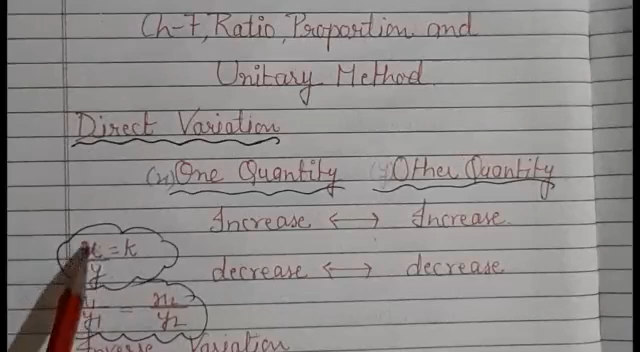 Ch-7, Ratio, Proportion and
Unitary Method
Direct Variation
(x) One Quantity (y) Other Quantity
Increase ⟷ Increase
x/y = k
decrease ⟷ decrease
x1/y1 = x2/y2
Inverse Variation